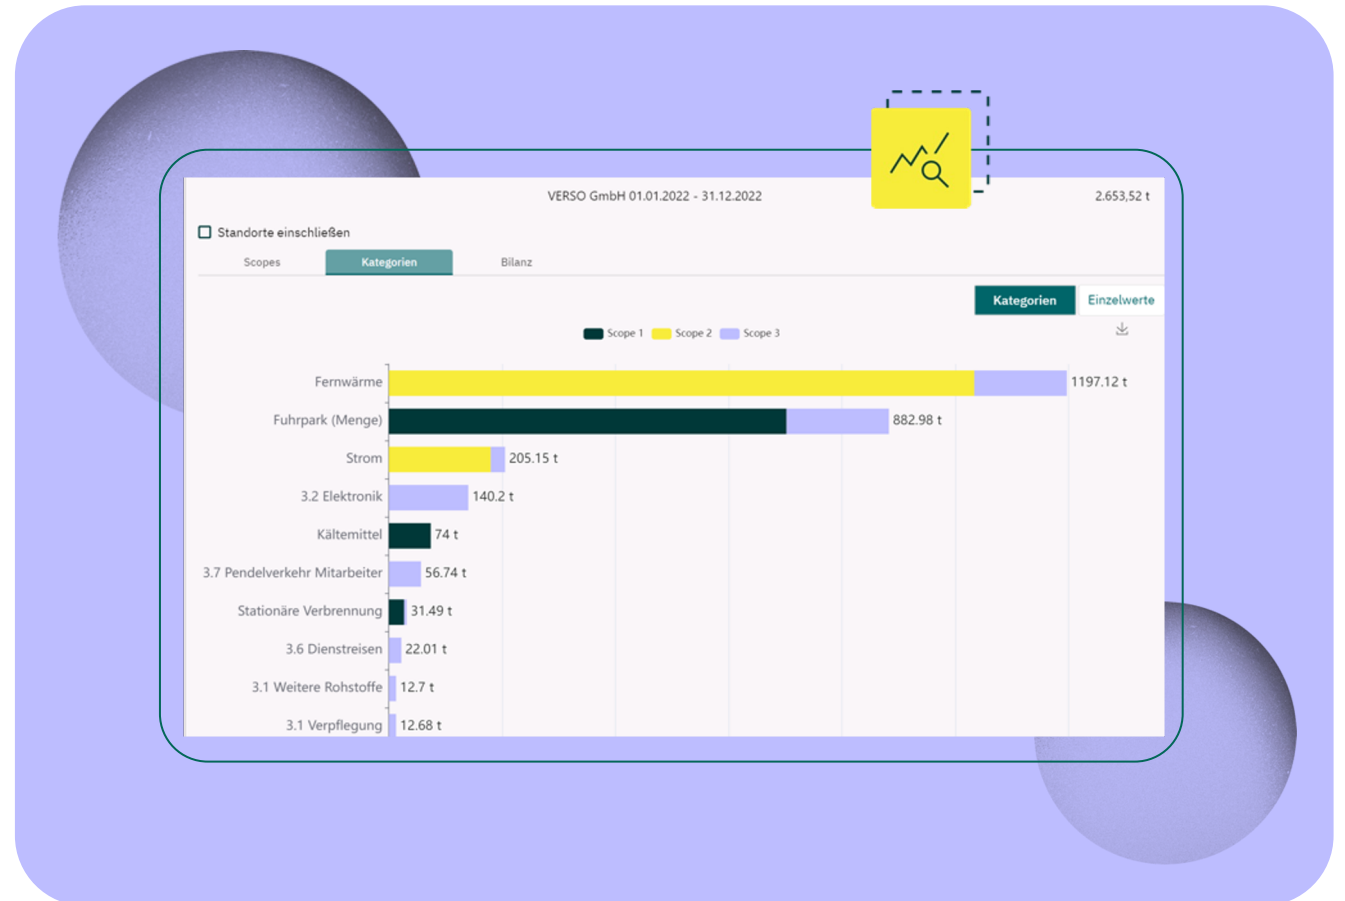 VERSO GmbH 01.01.2022 - 31.12.2022 2.653,52 t
Standorte einschließen
Scopes Kategorien Bilanz
Kategorien Einzelwerte
Scope 1 Scope 2 Scope 3
Fernwärme 1197.12 t
Fuhrpark (Menge) 882.98 t
Strom 205.15 t
3.2 Elektronik 140.2 t
Kältemittel 74 t
3.7 Pendelverkehr Mitarbeiter 56.74 t
Stationäre Verbrennung 31.49 t
3.6 Dienstreisen 22.01 t
3.1 Weitere Rohstoffe 12.7 t
3.1 Verpflegung 12.68 t